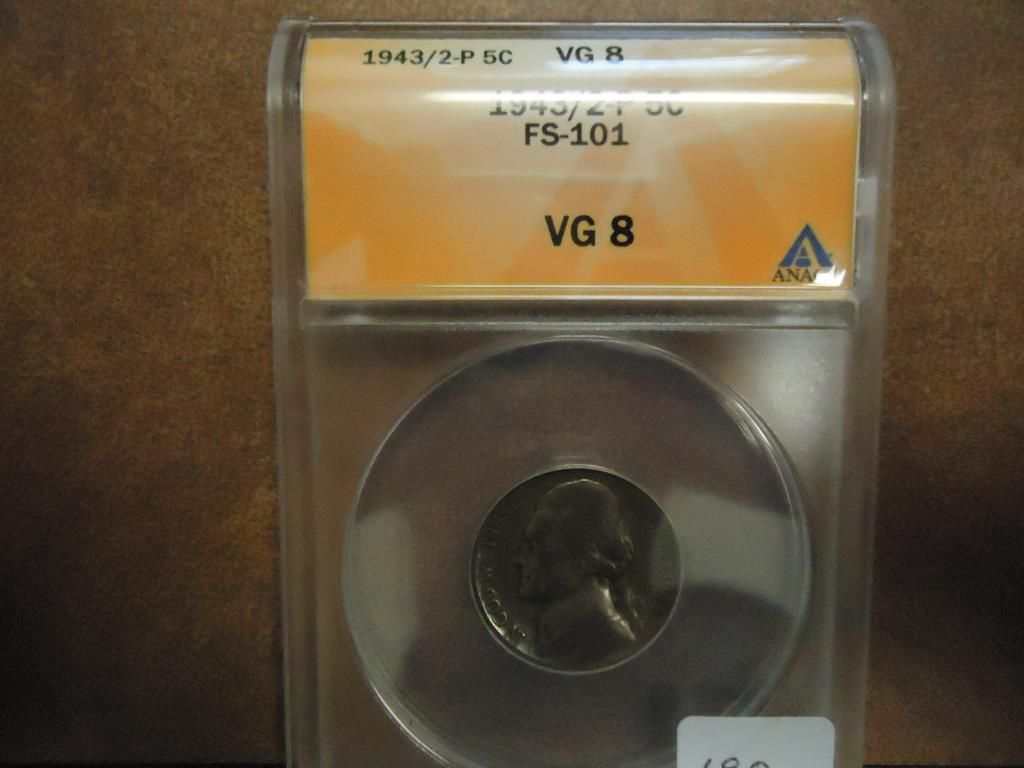 1943/2-P 5C VG 8
1943/2-P 5C
FS-101
VG 8
ANACS